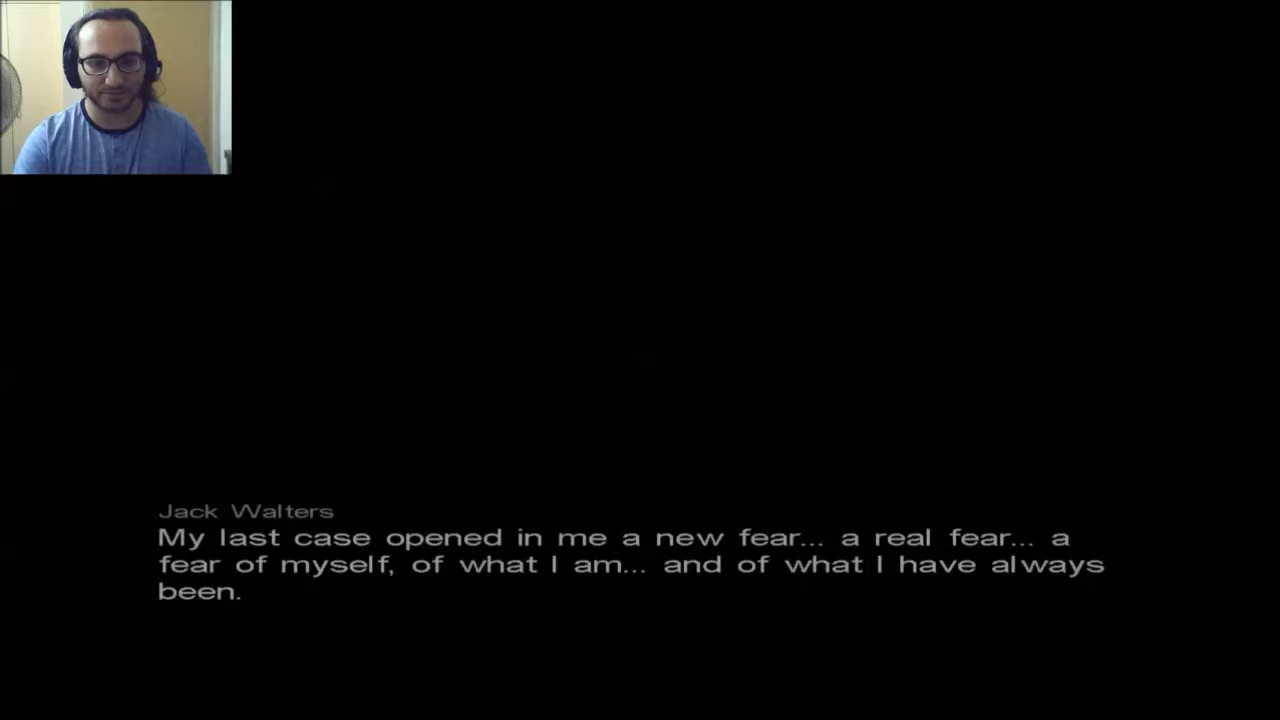 Jack Walters
My last case opened in me a new fear... a real fear... a
fear of myself, of what I am... and of what I have always
been.